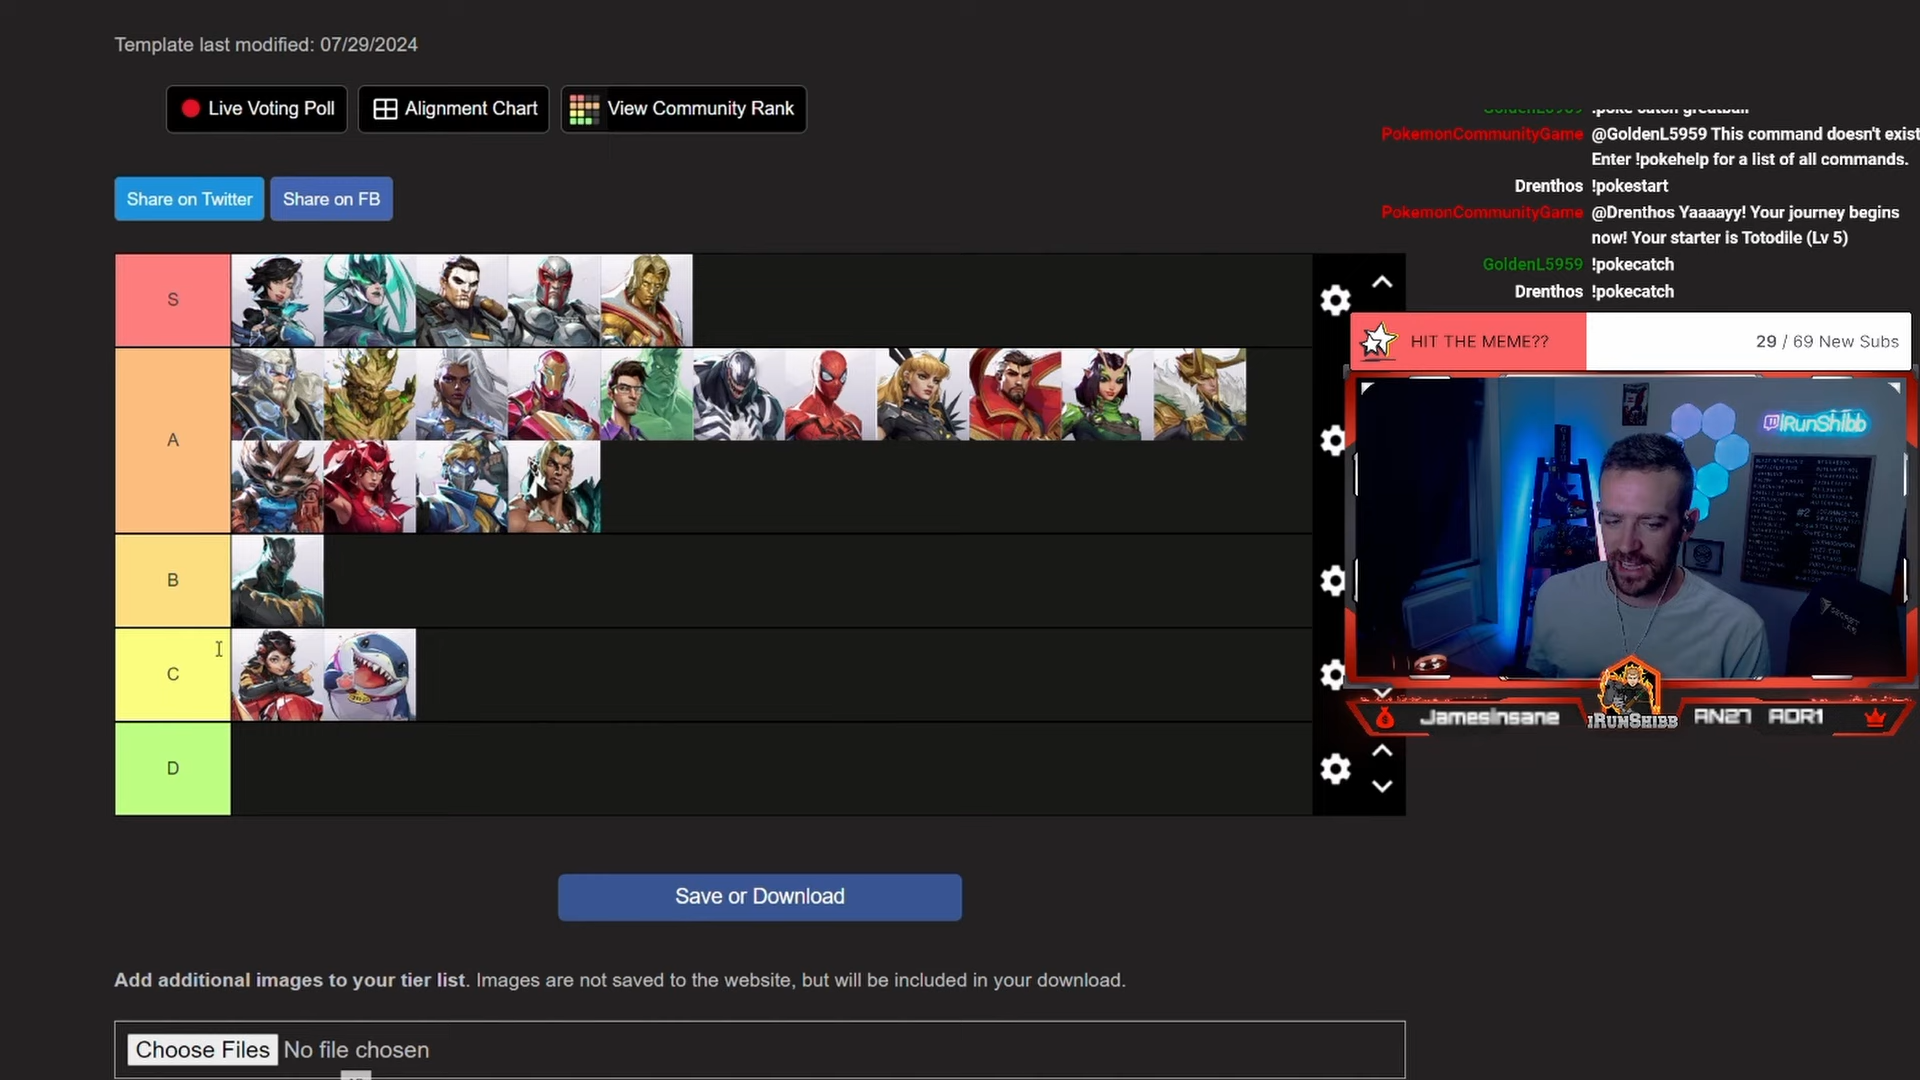 Template last modified: 07/29/2024
Live Voting Poll
Alignment Chart
View Community Rank
Share on Twitter
Share on FB
S
A
B
C
D
Save or Download
Add additional images to your tier list. Images are not saved to the website, but will be included in your download.
Choose Files No file chosen
PokemonCommunityGame @GoldenL5959 This command doesn't exist
Enter !pokehelp for a list of all commands.
Drenthos !pokestart
PokemonCommunityGame @Drenthos Yaaaayy! Your journey begins
now! Your starter is Totodile (Lv 5)
GoldenL5959 !pokecatch
Drenthos !pokecatch
HIT THE MEME??
29 / 69 New Subs
IRunShibb
JamesInsane
iRUNSHIBB